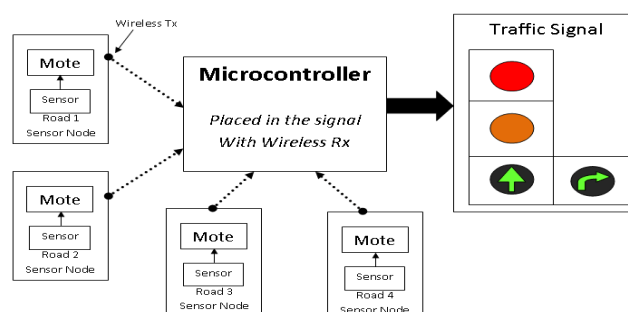 Wireless Tx
Mote
Sensor
Road 1
Sensor Node
Microcontroller
Placed in the signal
With Wireless Rx
Traffic Signal
Mote
Sensor
Road 2
Sensor Node
Mote
Sensor
Road 3
Sensor Node
Mote
Sensor
Road 4
Sensor Node